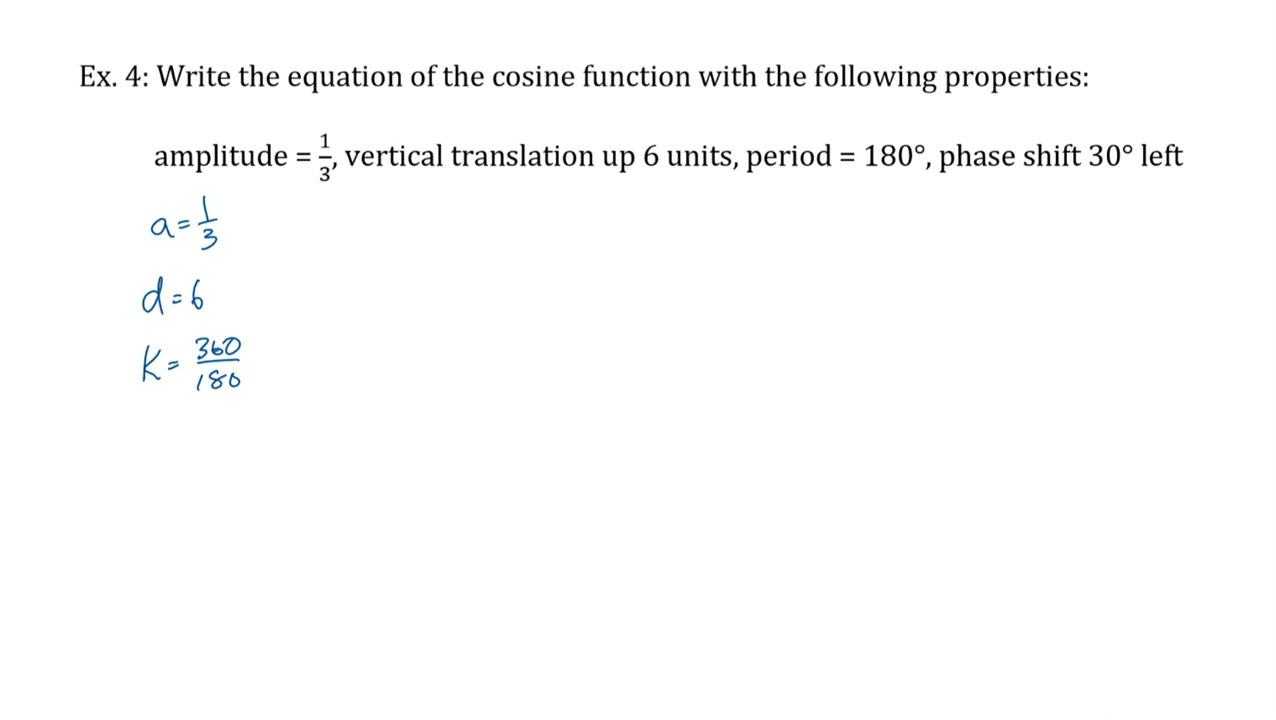 Ex. 4: Write the equation of the cosine function with the following properties:
amplitude = 1/3, vertical translation up 6 units, period = 180°, phase shift 30° left
a = 1/3
d = 6
K = 360/180